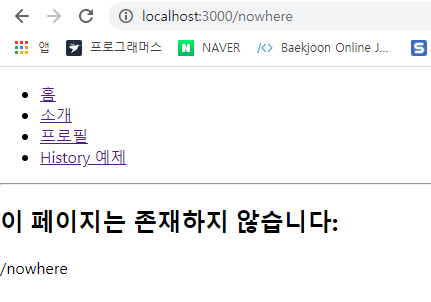 localhost:3000/nowhere
앱 프로그래머스 NAVER Baekjoon Online J... S
홈
소개
프로필
History 예제
이 페이지는 존재하지 않습니다:
/nowhere